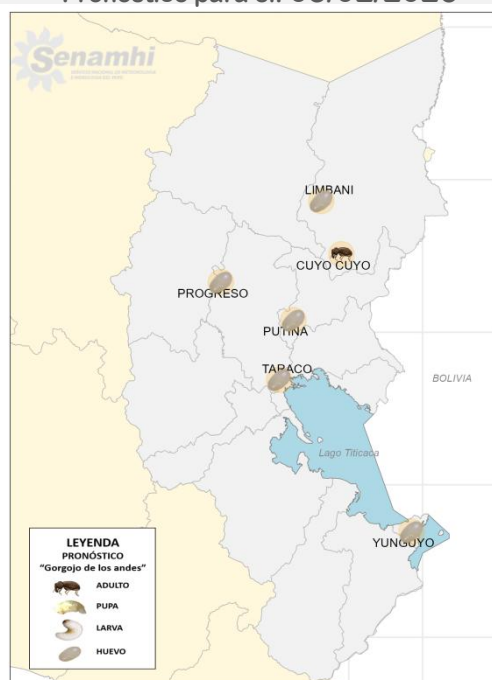 Senamhi
LIMBANI
CUYO CUYO
PROGRESO
PUTINA
TARACO
BOLIVIA
Lago Titicaca
YUNGUYO
LEYENDA
PRONÓSTICO
"Gorgojo de los andes"
ADULTO
PUPA
LARVA
HUEVO